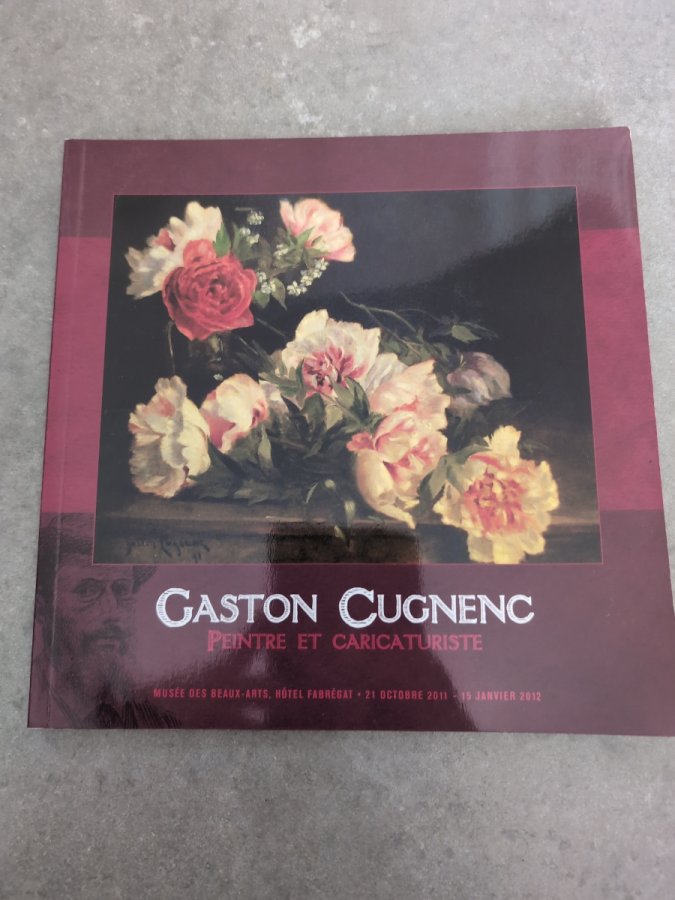 GASTON CUGNENC
PEINTRE ET CARICATURISTE
MUSÉE DES BEAUX-ARTS, HÔTEL FABRÉGAT • 21 OCTOBRE 2011 - 15 JANVIER 2012